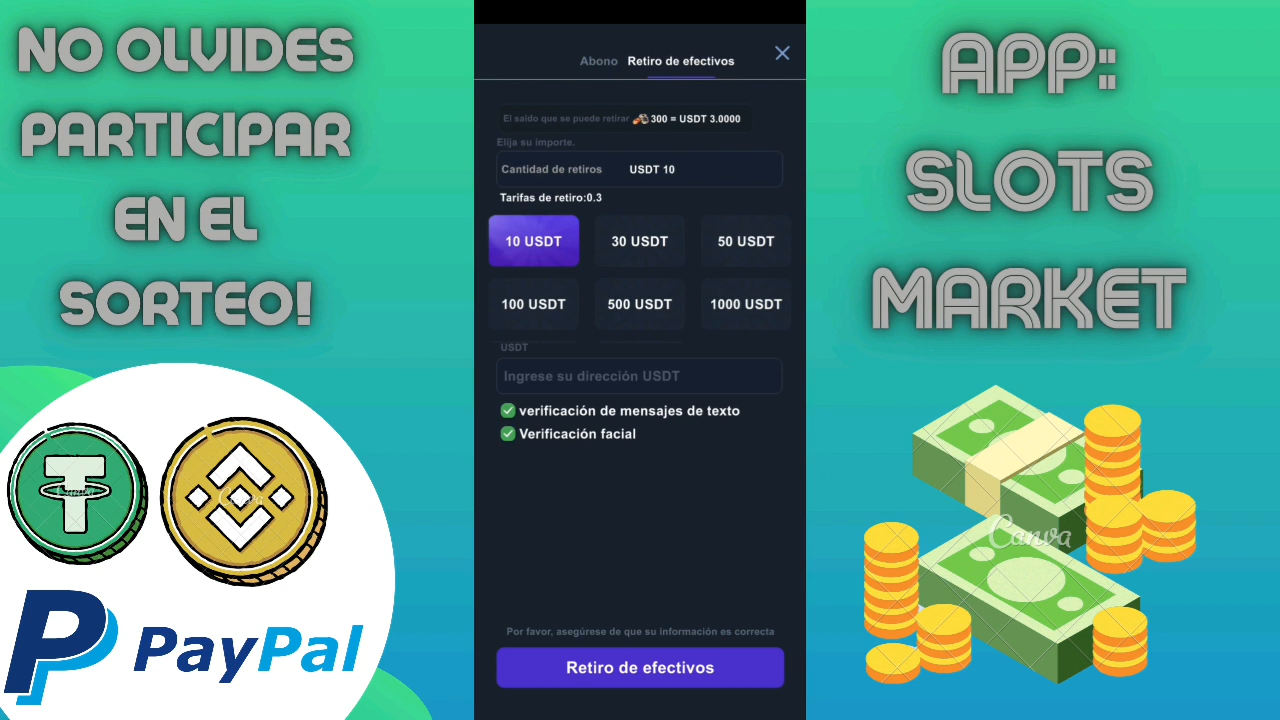 NO OLVIDES
PARTICIPAR
EN EL
SORTEO!
PayPal
Abono Retiro de efectivos
El saldo que se puede retirar 300 = USDT 3.0000
Elija su importe.
Cantidad de retiros USDT 10
Tarifas de retiro:0.3
10 USDT 30 USDT 50 USDT
100 USDT 500 USDT 1000 USDT
USDT
Ingrese su dirección USDT
verificación de mensajes de texto
Verificación facial
Por favor, asegúrese de que su información es correcta
Retiro de efectivos
APP:
SLOTS
MARKET
Canva
Canva
Canva